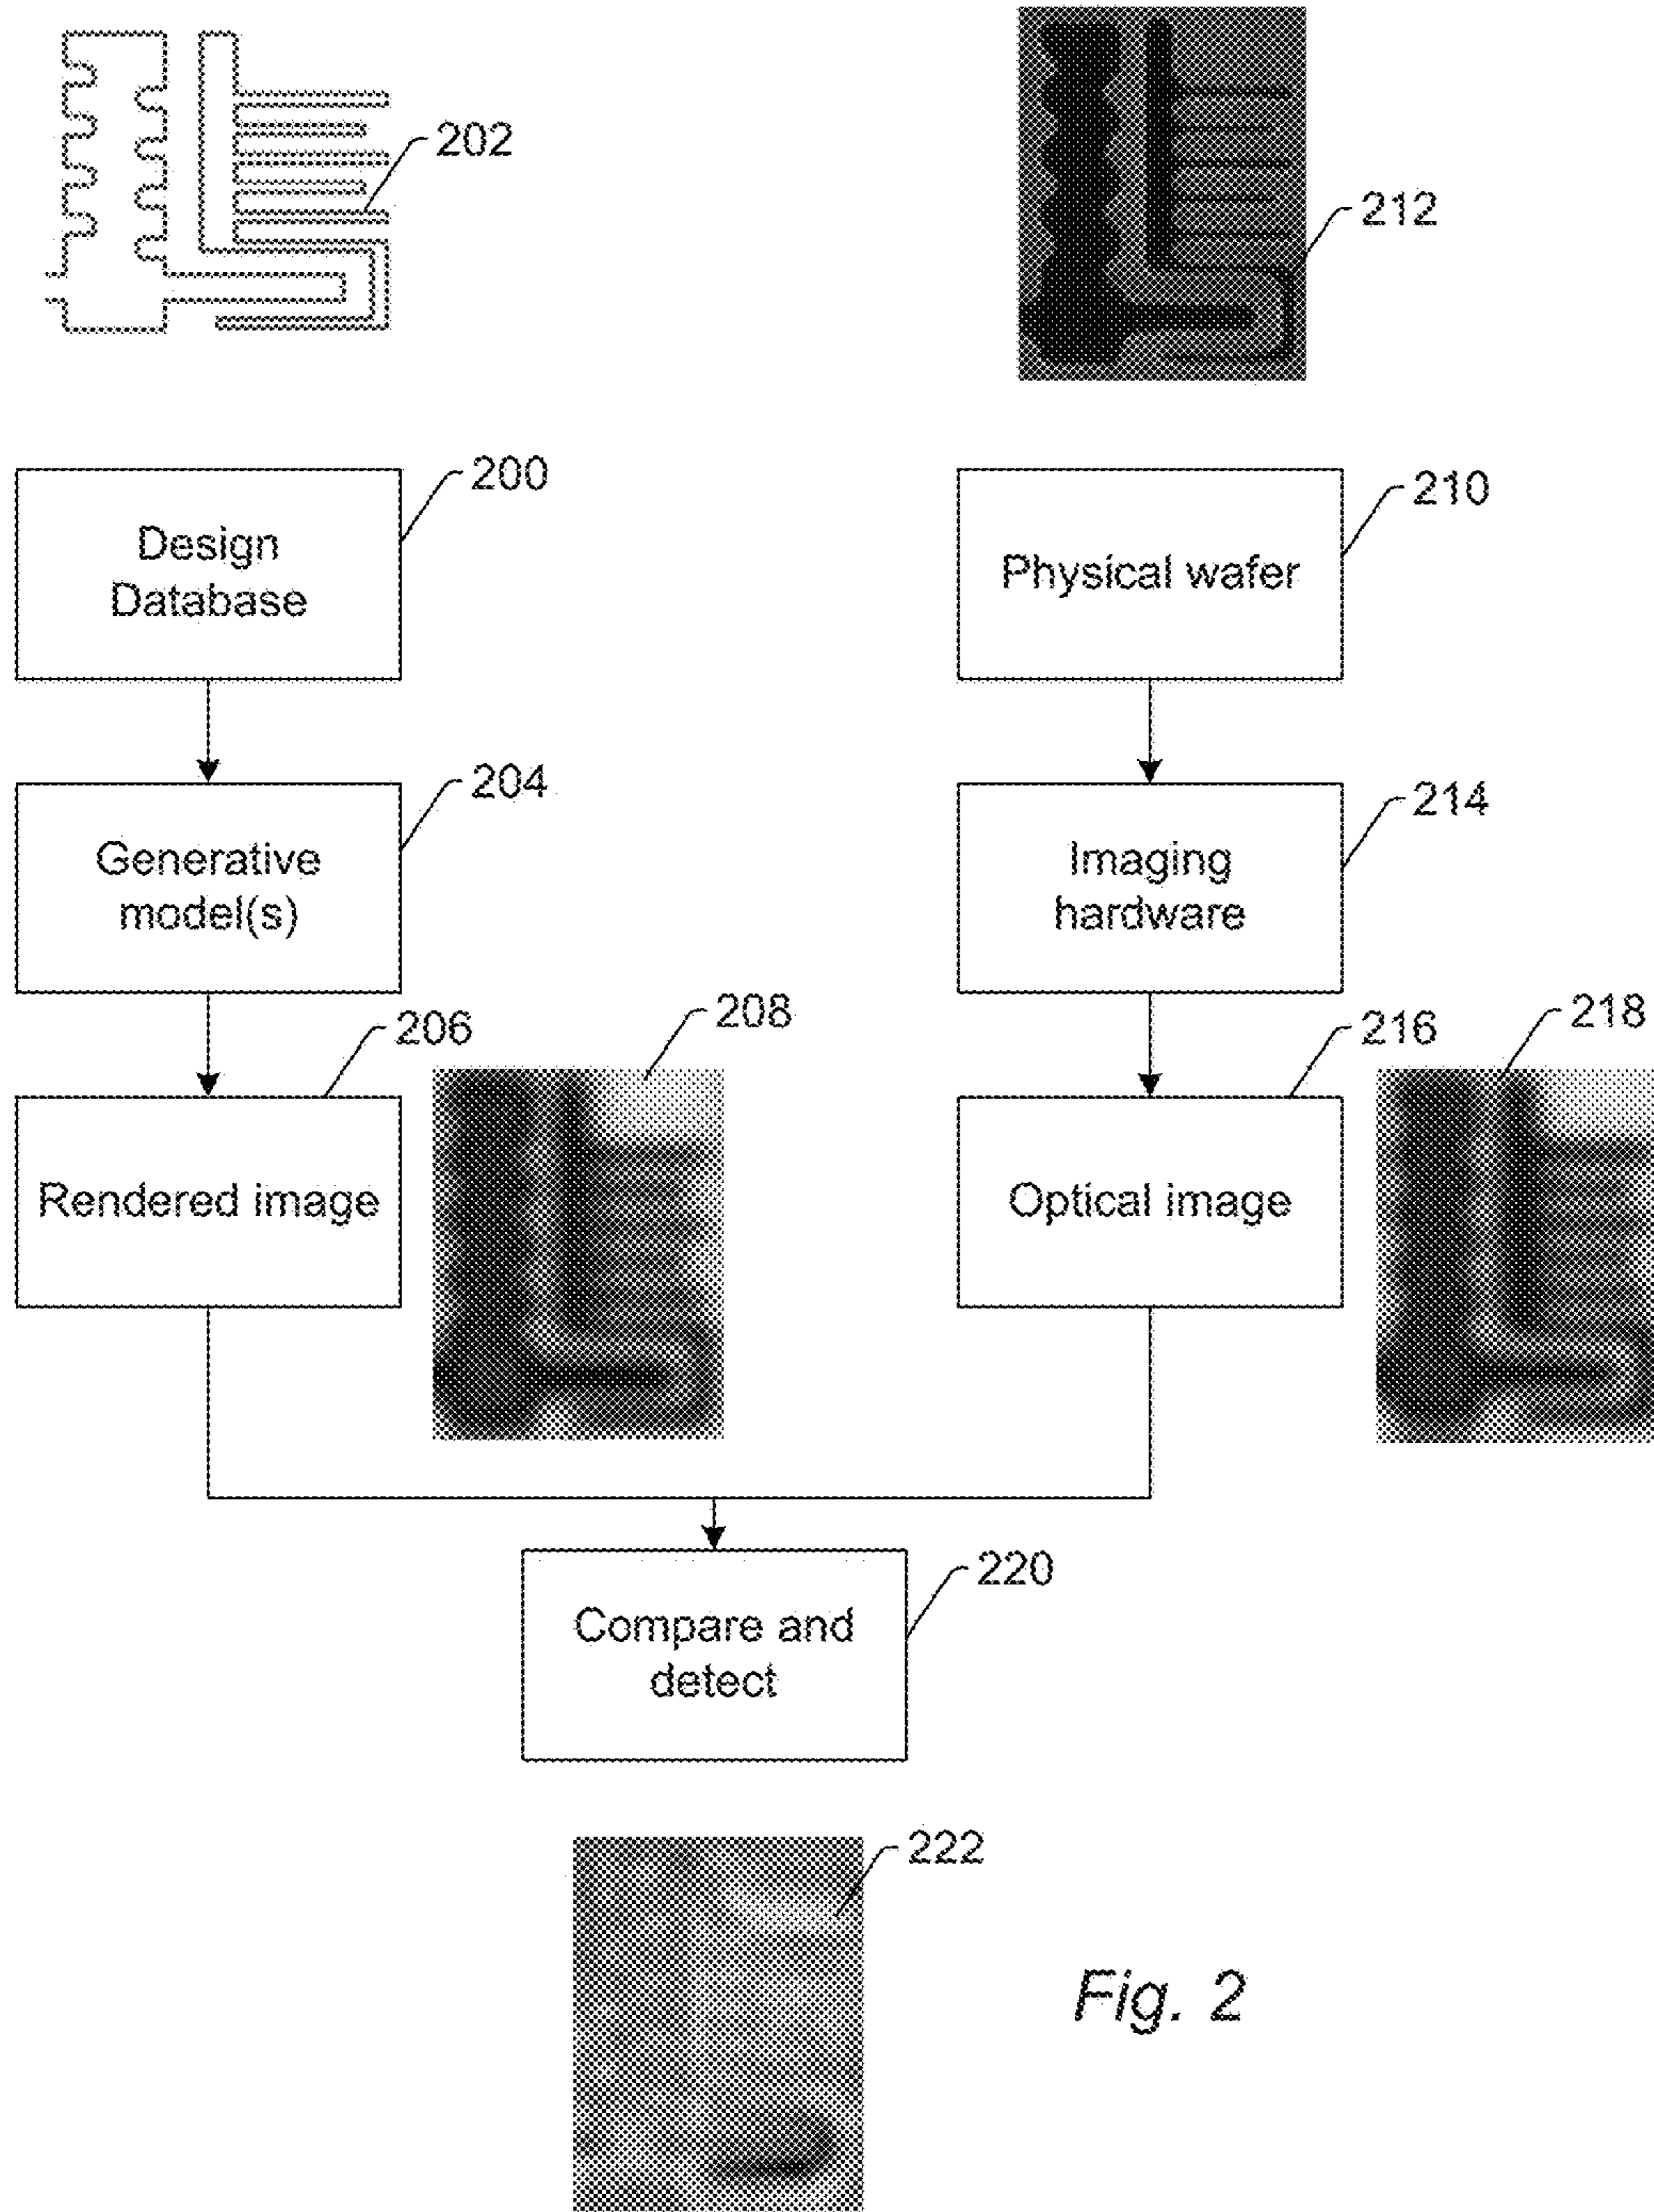 202
212
200
Design
Database
210
Physical wafer
204
Generative
model(s)
214
Imaging
hardware
206
208
Rendered image
216
218
Optical image
220
Compare and
detect
222
Fig. 2